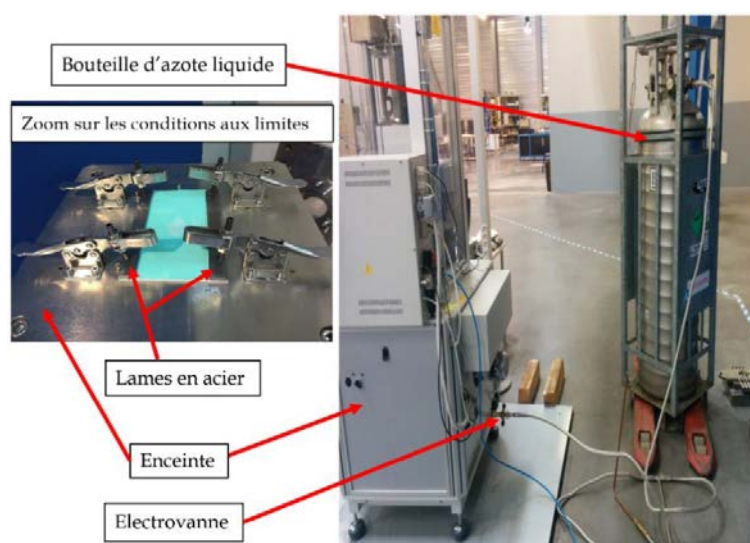 Bouteille d'azote liquide
Zoom sur les conditions aux limites
Lames en acier
Enceinte
Electrovanne